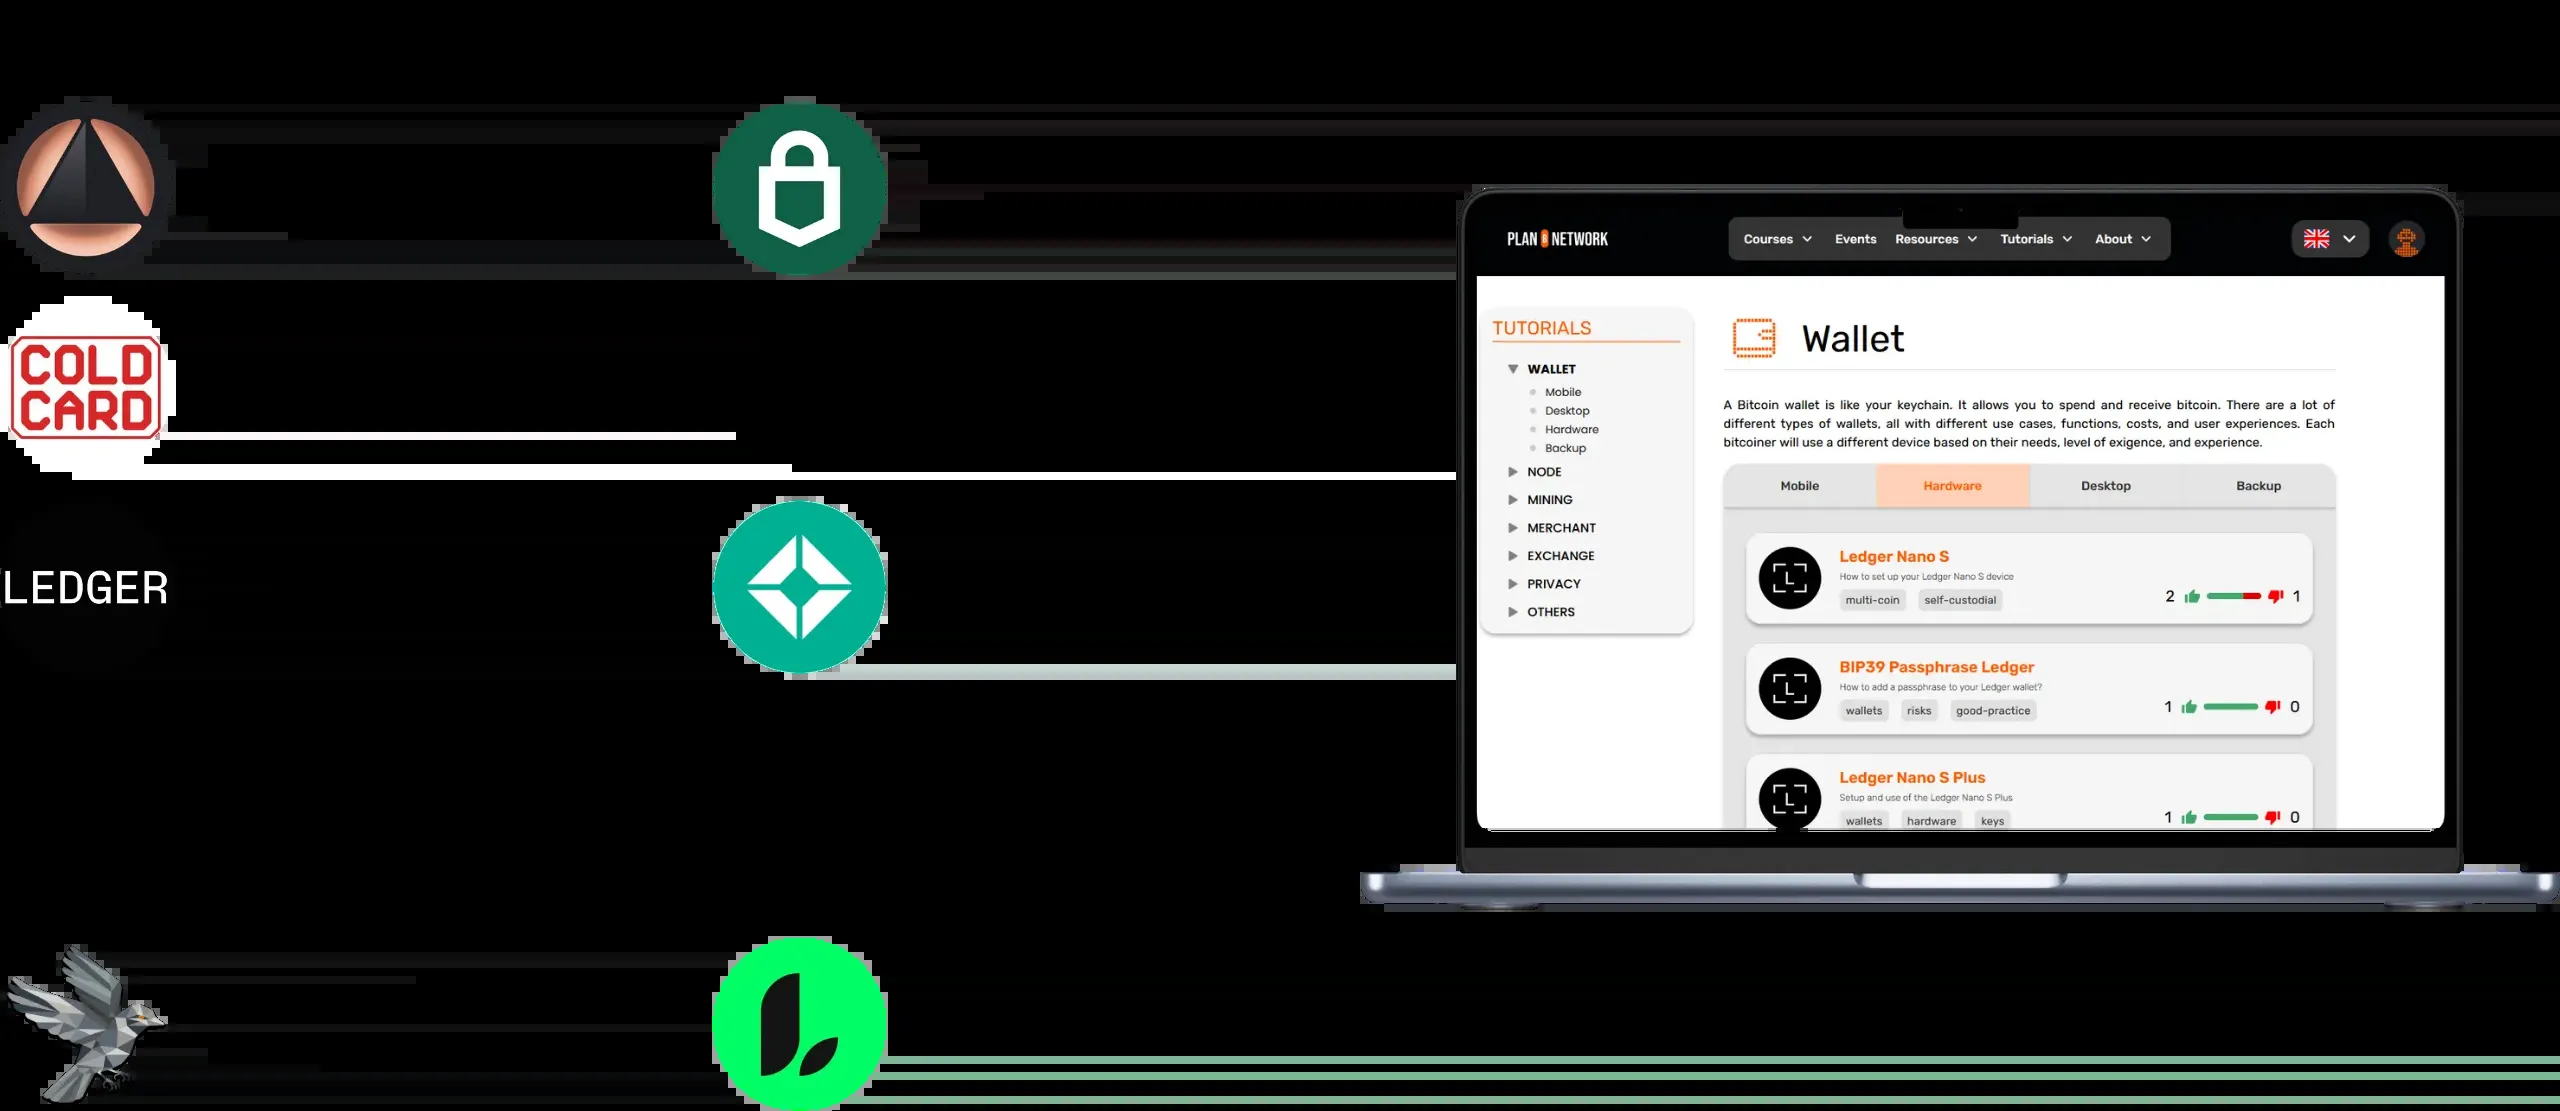 COLD
CARD
LEDGER
PLAN B NETWORK
Courses
Events
Resources
Tutorials
About
TUTORIALS
WALLET
Mobile
Desktop
Hardware
Backup
NODE
MINING
MERCHANT
EXCHANGE
PRIVACY
OTHERS
Wallet
A Bitcoin wallet is like your keychain. It allows you to spend and receive bitcoin. There are a lot of
different types of wallets, all with different use cases, functions, costs, and user experiences. Each
bitcoiner will use a different device based on their needs, level of exigence, and experience.
Mobile
Hardware
Desktop
Backup
L
Ledger Nano S
How to set up your Ledger Nano S device
multi-coin
self-custodial
2
1
L
BIP39 Passphrase Ledger
How to add a passphrase to your Ledger wallet?
wallets
risks
good-practice
1
0
L
Ledger Nano S Plus
Setup and use of the Ledger Nano S Plus
wallets
hardware
keys
1
0